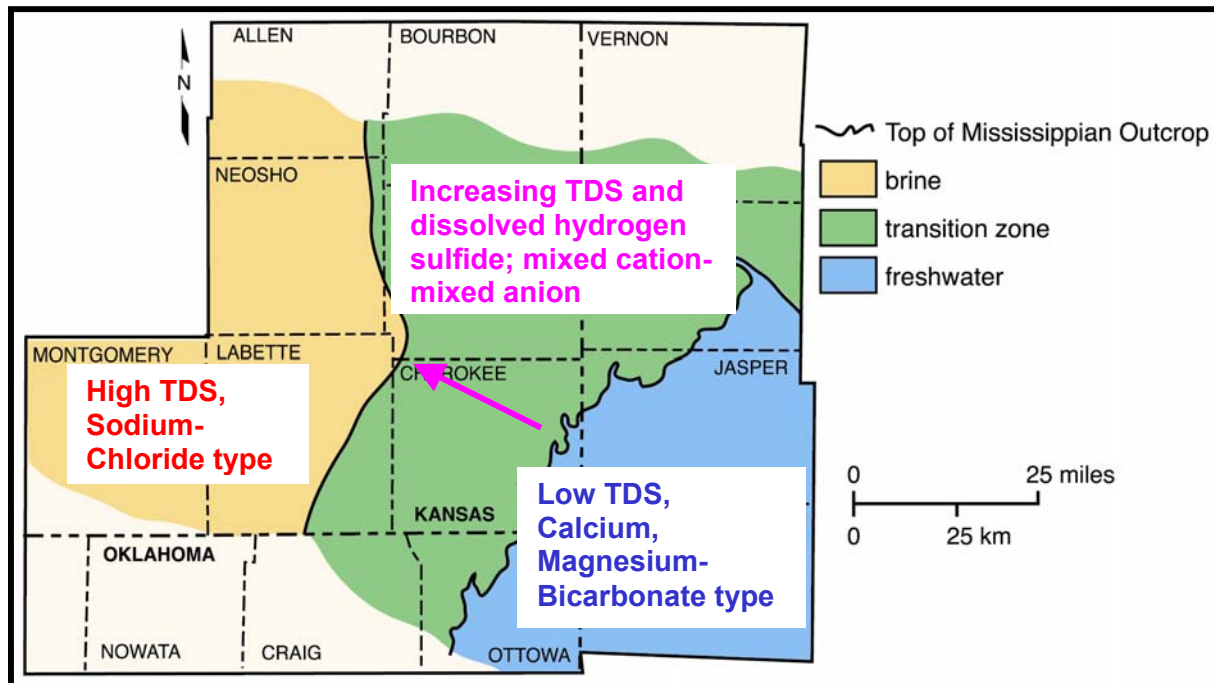 ALLEN
BOURBON
VERNON
N
NEOSHO
Top of Mississippian Outcrop
brine
transition zone
freshwater
Increasing TDS and
dissolved hydrogen
sulfide; mixed cation-
mixed anion
MONTGOMERY
LABETTE
CHEROKEE
JASPER
High TDS,
Sodium-
Chloride type
Low TDS,
Calcium,
Magnesium-
Bicarbonate type
0 25 miles
0 25 km
KANSAS
OKLAHOMA
NOWATA
CRAIG
OTTOWA